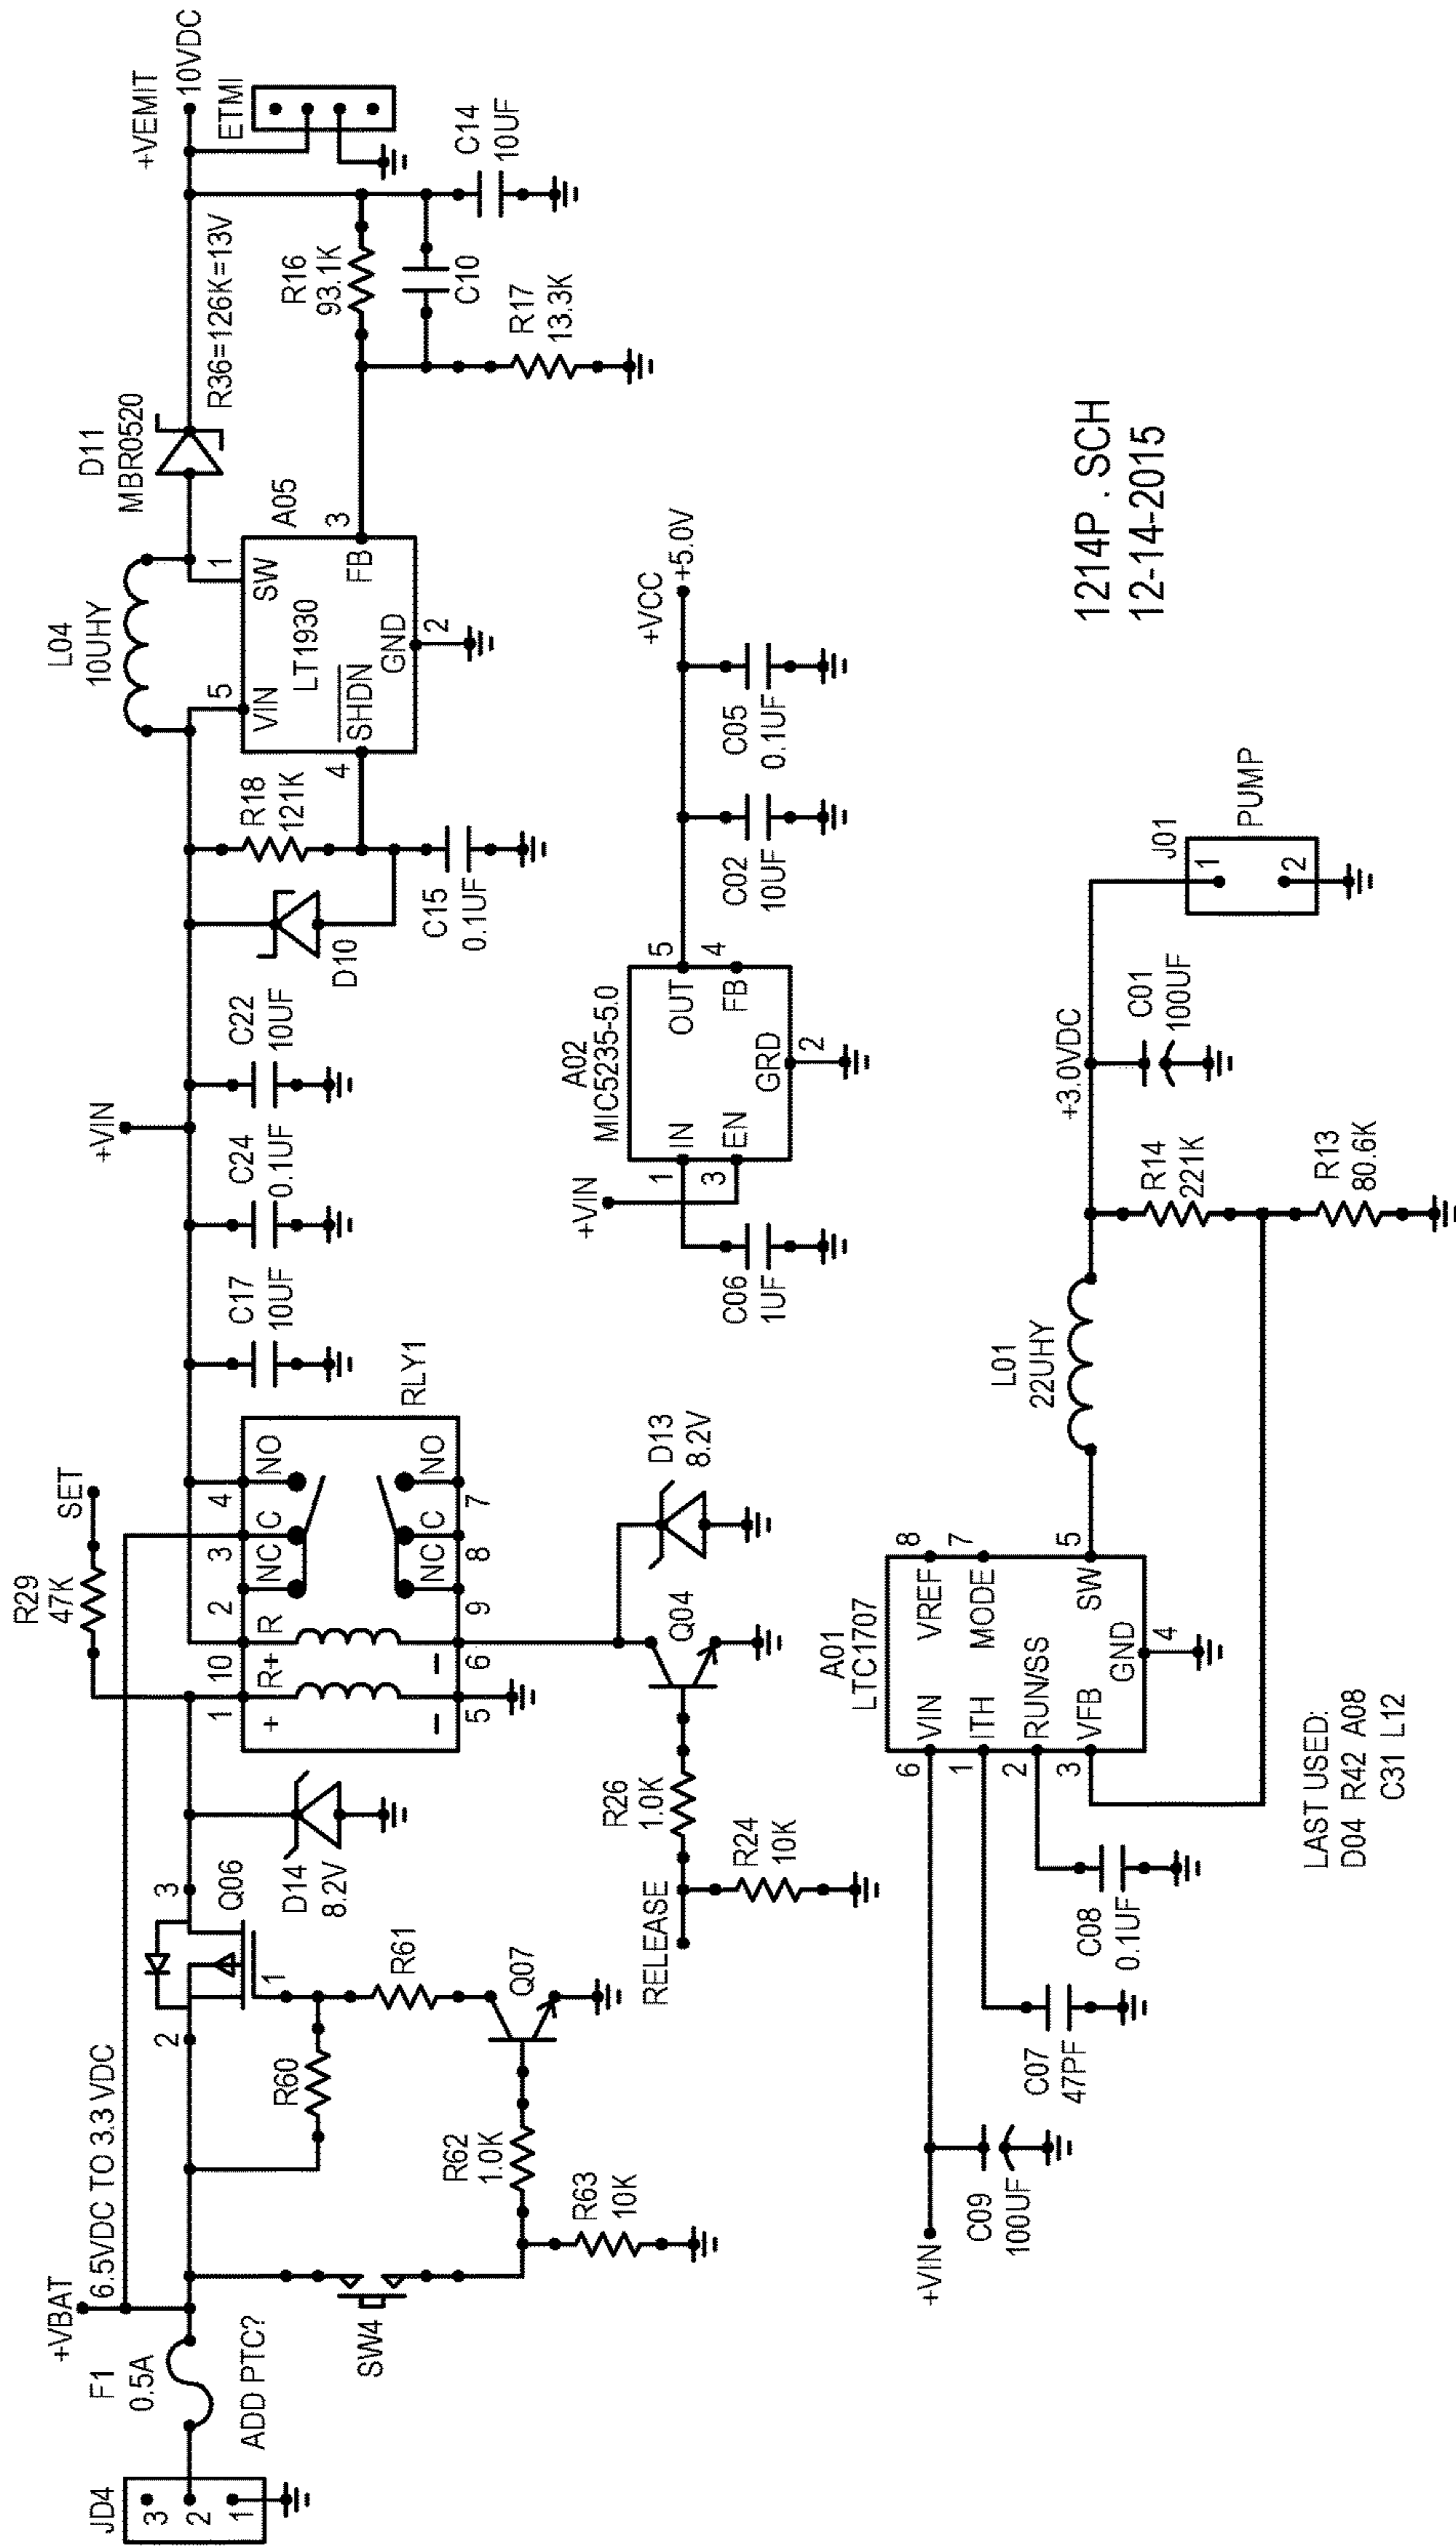 JD4
3
2
1
F1
0.5A
ADD PTC?
+VBAT
6.5VDC TO 3.3 VDC
SW4
R63
10K
R62
1.0K
R60
R61
Q07
2
3
1
Q06
D14
8.2V
R29
47K
SET
1
10
2
3
4
+
R+
R
NC
C
NO
NC
C
NO
−
−
5
6
9
8
7
RLY1
RELEASE
R24
10K
R26
1.0K
Q04
D13
8.2V
C17
10UF
C24
0.1UF
+VIN
C22
10UF
D10
R18
121K
C15
0.1UF
L04
10UHY
5
1
VIN
SW
LT1930
SHDN
FB
GND
4
3
2
A05
D11
MBR0520
R36=126K=13V
R16
93.1K
C10
R17
13.3K
C14
10UF
+VEMIT
10VDC
ETMI
+VIN
C06
1UF
A02
MIC5235-5.0
1
IN
3
EN
OUT
5
FB
4
GRD
2
C02
10UF
C05
0.1UF
+VCC
+5.0V
+VIN
C09
100UF
C07
47PF
C08
0.1UF
A01
LTC1707
6
VIN
VREF
8
1
ITH
MODE
7
2
RUN/SS
3
VFB
SW
5
GND
4
L01
22UHY
R14
221K
R13
80.6K
+3.0VDC
C01
100UF
J01
1
2
PUMP
LAST USED:
D04 R42 A08
C31 L12
1214P . SCH
12-14-2015